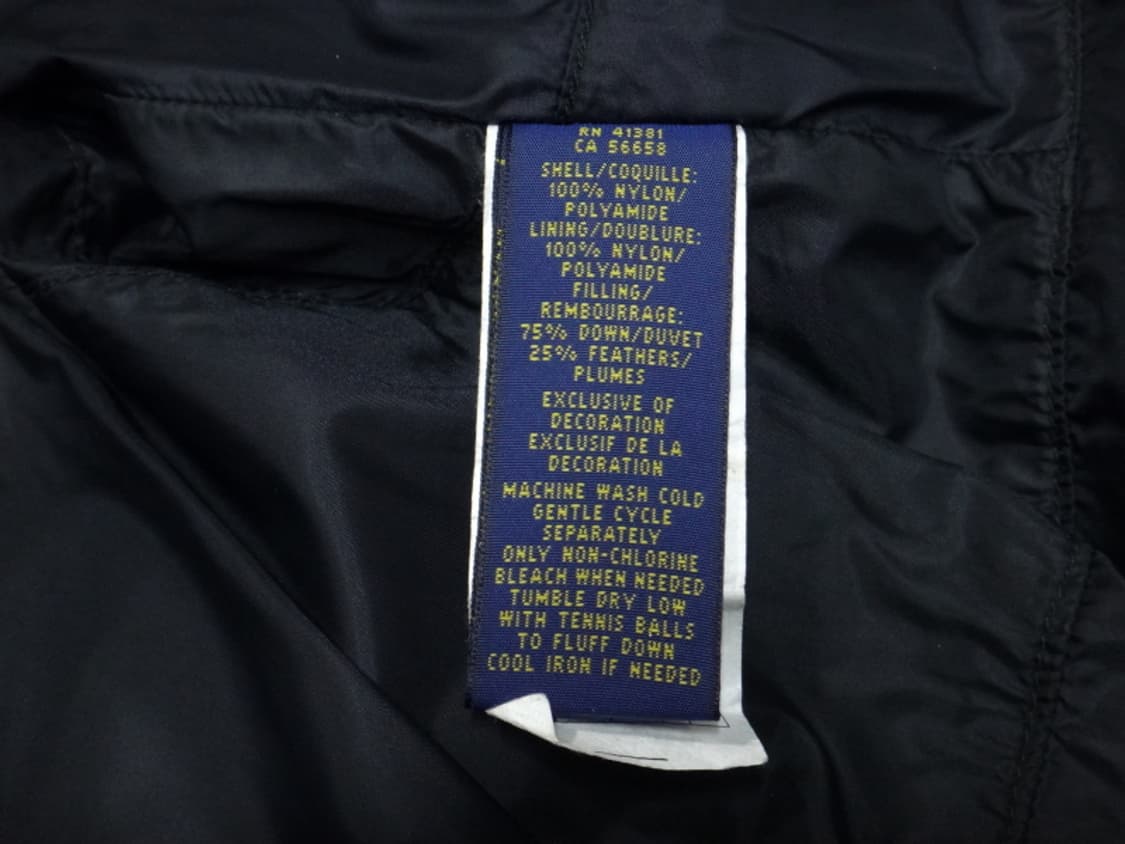 RN 41381
CA 56658
SHELL/COQUILLE:
100% NYLON/
POLYAMIDE
LINING/DOUBLURE:
100% NYLON/
POLYAMIDE
FILLING/
REMBOURRAGE:
75% DOWN/DUVET
25% FEATHERS/
PLUMES
EXCLUSIVE OF
DECORATION
EXCLUSIF DE LA
DECORATION
MACHINE WASH COLD
GENTLE CYCLE
SEPARATELY
ONLY NON-CHLORINE
BLEACH WHEN NEEDED
TUMBLE DRY LOW
WITH TENNIS BALLS
TO FLUFF DOWN
COOL IRON IF NEEDED